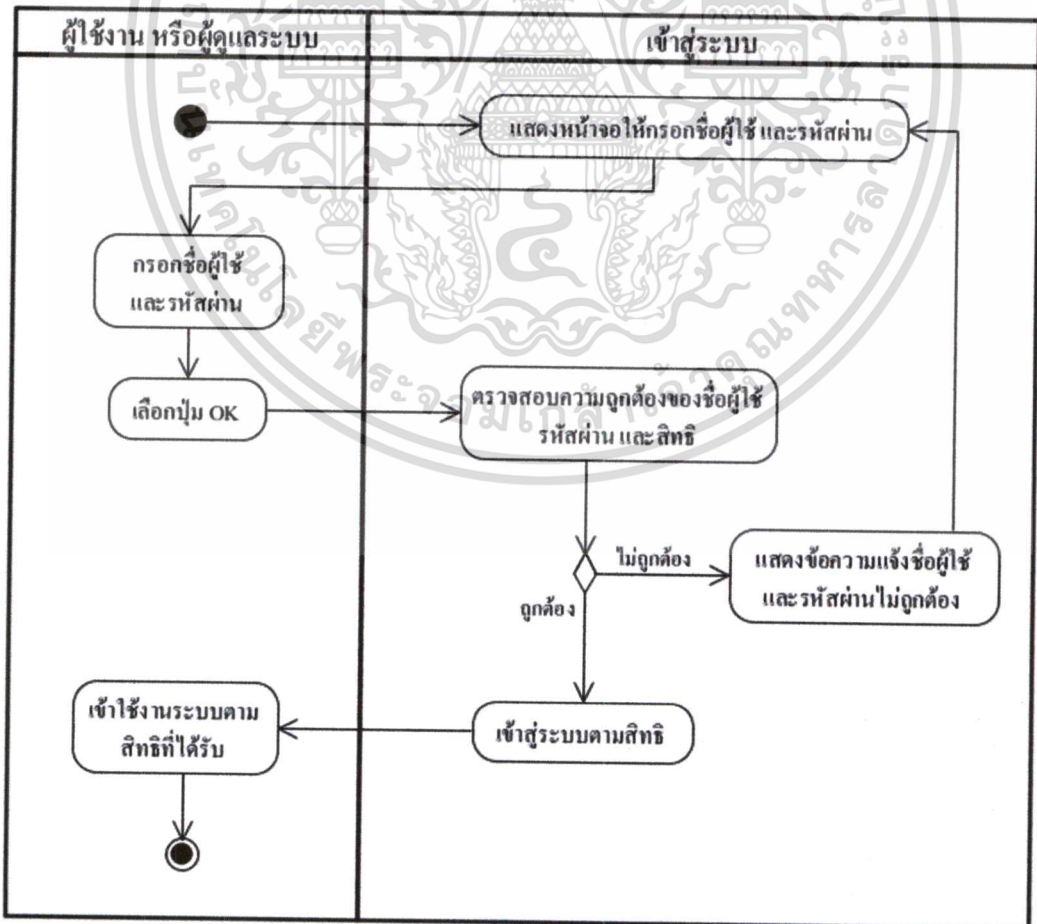 ผู้ใช้งาน หรือผู้ดูแลระบบ
เข้าสู่ระบบ
แสดงหน้าจอให้กรอกชื่อผู้ใช้ และรหัสผ่าน
กรอกชื่อผู้ใช้
และรหัสผ่าน
เลือกปุ่ม OK
ตรวจสอบความถูกต้องของชื่อผู้ใช้
รหัสผ่าน และสิทธิ
ไม่ถูกต้อง
แสดงข้อความแจ้งชื่อผู้ใช้
และรหัสผ่านไม่ถูกต้อง
ถูกต้อง
เข้าสู่ระบบตามสิทธิ
เข้าใช้งานระบบตาม
สิทธิที่ได้รับ